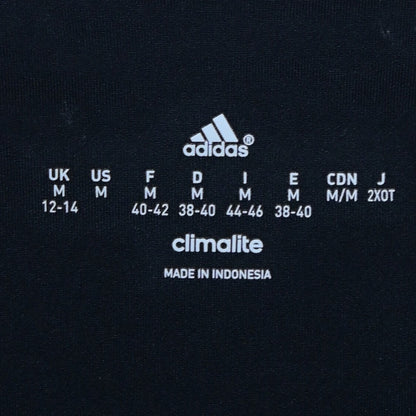 adidas®
UK US F D I E CDN J
M M M M M M M/M 2XOT
12-14 40-42 38-40 44-46 38-40
climalite
MADE IN INDONESIA